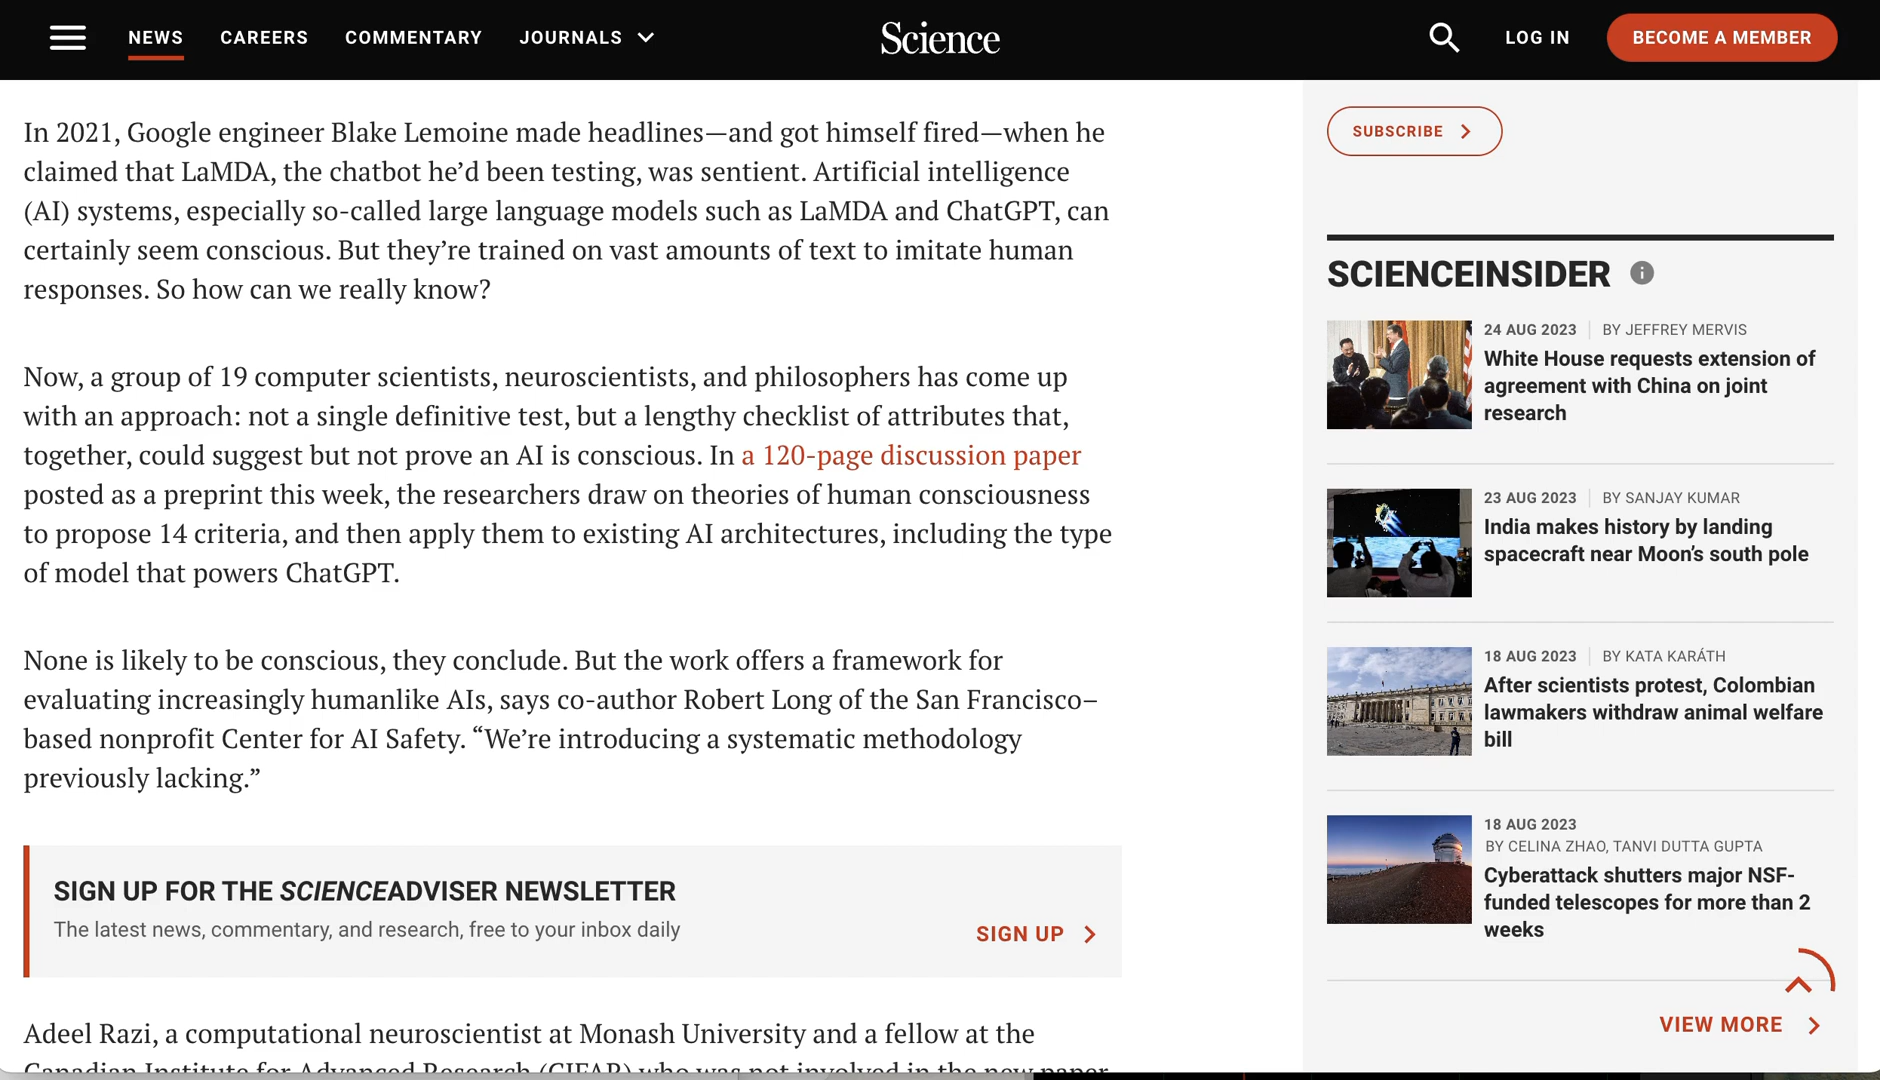 NEWS
CAREERS
COMMENTARY
JOURNALS
Science
LOG IN
BECOME A MEMBER
In 2021, Google engineer Blake Lemoine made headlines—and got himself fired—when he
claimed that LaMDA, the chatbot he’d been testing, was sentient. Artificial intelligence
(AI) systems, especially so-called large language models such as LaMDA and ChatGPT, can
certainly seem conscious. But they’re trained on vast amounts of text to imitate human
responses. So how can we really know?
Now, a group of 19 computer scientists, neuroscientists, and philosophers has come up
with an approach: not a single definitive test, but a lengthy checklist of attributes that,
together, could suggest but not prove an AI is conscious. In a 120-page discussion paper
posted as a preprint this week, the researchers draw on theories of human consciousness
to propose 14 criteria, and then apply them to existing AI architectures, including the type
of model that powers ChatGPT.
None is likely to be conscious, they conclude. But the work offers a framework for
evaluating increasingly humanlike AIs, says co-author Robert Long of the San Francisco–
based nonprofit Center for AI Safety. “We’re introducing a systematic methodology
previously lacking.”
SIGN UP FOR THE SCIENCEADVISER NEWSLETTER
The latest news, commentary, and research, free to your inbox daily
SIGN UP
Adeel Razi, a computational neuroscientist at Monash University and a fellow at the
Canadian Institute for Advanced Research (CIFAR) who was not involved in the new paper
SUBSCRIBE
SCIENCEINSIDER
24 AUG 2023 BY JEFFREY MERVIS
White House requests extension of
agreement with China on joint
research
23 AUG 2023 BY SANJAY KUMAR
India makes history by landing
spacecraft near Moon’s south pole
18 AUG 2023 BY KATA KARÁTH
After scientists protest, Colombian
lawmakers withdraw animal welfare
bill
18 AUG 2023
BY CELINA ZHAO, TANVI DUTTA GUPTA
Cyberattack shutters major NSF-
funded telescopes for more than 2
weeks
VIEW MORE